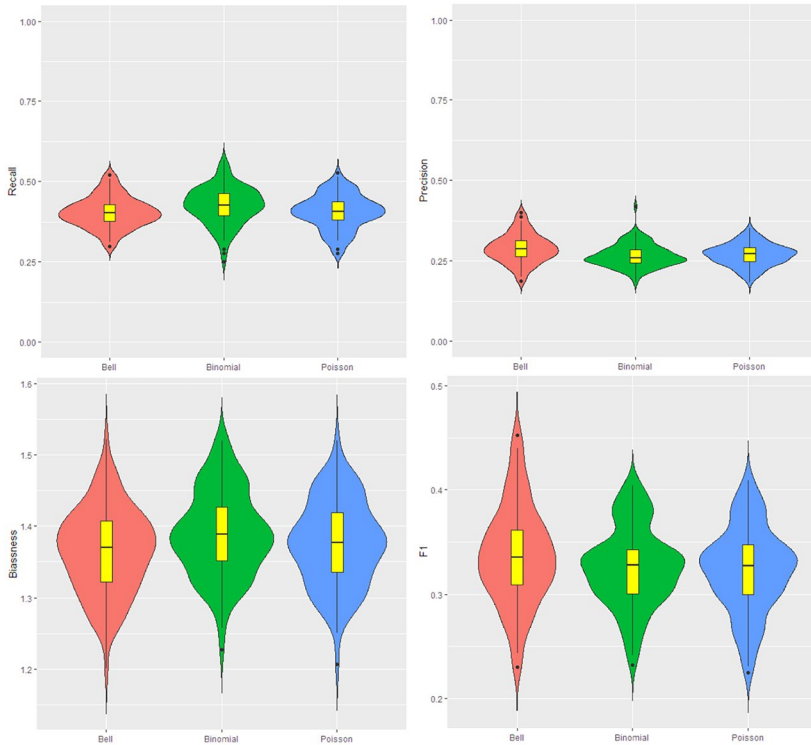 Recall
1.00
0.75
0.50
0.25
0.00
Bell
Binomial
Poisson
Precision
1.00
0.75
0.50
0.25
0.00
Bell
Binomial
Poisson
Biassness
1.6
1.5
1.4
1.3
1.2
Bell
Binomial
Poisson
F1
0.5
0.4
0.3
0.2
Bell
Binomial
Poisson